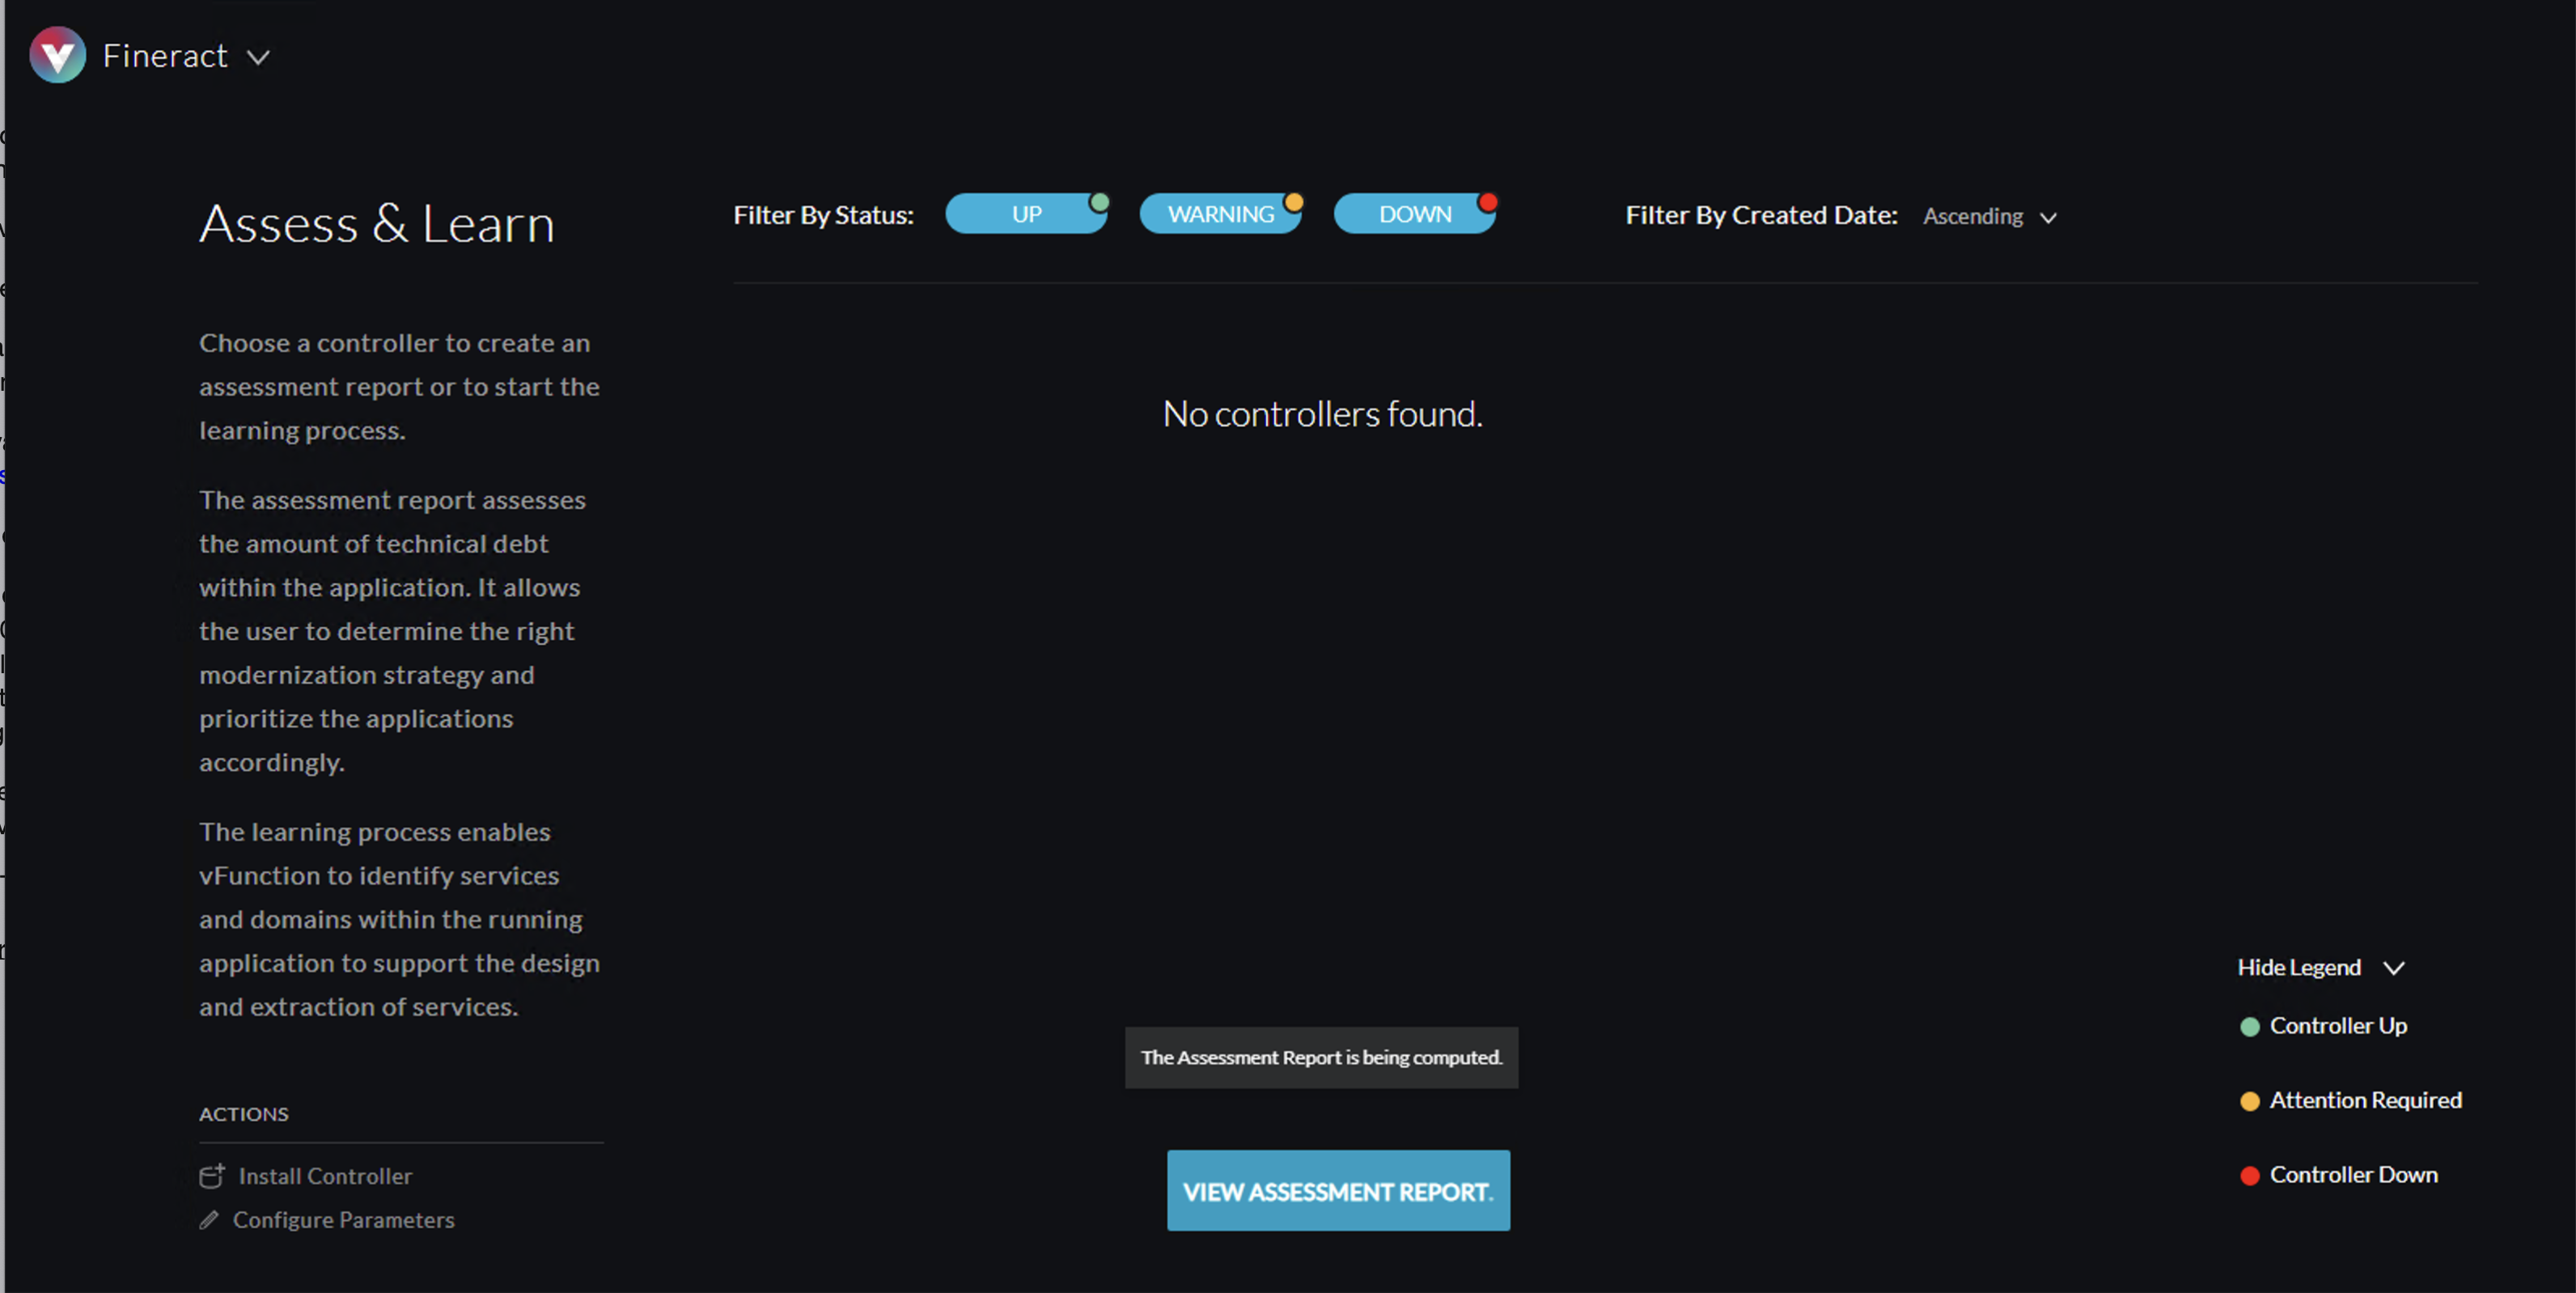 Fineract
Assess & Learn
Choose a controller to create an
assessment report or to start the
learning process.
The assessment report assesses
the amount of technical debt
within the application. It allows
the user to determine the right
modernization strategy and
prioritize the applications
accordingly.
The learning process enables
vFunction to identify services
and domains within the running
application to support the design
and extraction of services.
ACTIONS
Install Controller
Configure Parameters
Filter By Status: UP WARNING DOWN Filter By Created Date: Ascending
No controllers found.
The Assessment Report is being computed.
VIEW ASSESSMENT REPORT.
Hide Legend
Controller Up
Attention Required
Controller Down